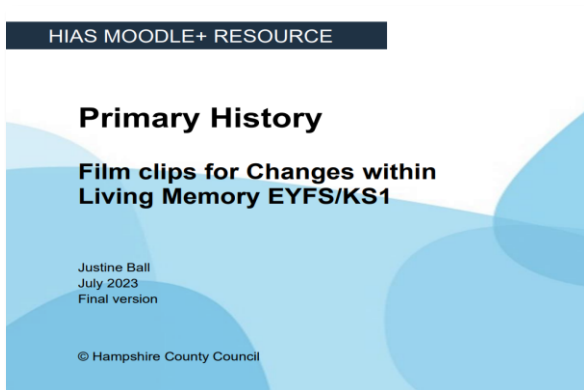 HIAS MOODLE+ RESOURCE
Primary History
Film clips for Changes within
Living Memory EYFS/KS1
Justine Ball
July 2023
Final version
© Hampshire County Council